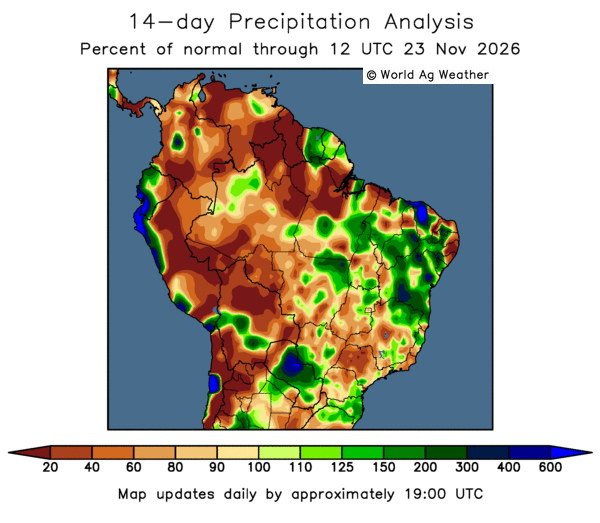 14-day Precipitation Analysis
Percent of normal through 12 UTC 23 Nov 2026
© World Ag Weather
20 40 60 80 90 100 110 125 150 200 300 400 600
Map updates daily by approximately 19:00 UTC